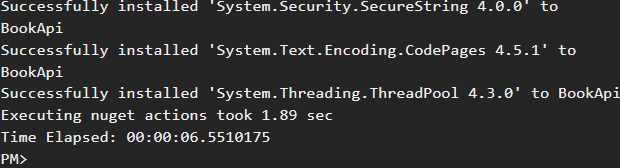 Successfully installed 'System.Security.SecureString 4.0.0' to
BookApi
Successfully installed 'System.Text.Encoding.CodePages 4.5.1' to
BookApi
Successfully installed 'System.Threading.ThreadPool 4.3.0' to BookApi
Executing nuget actions took 1.89 sec
Time Elapsed: 00:00:06.5510175
PM>